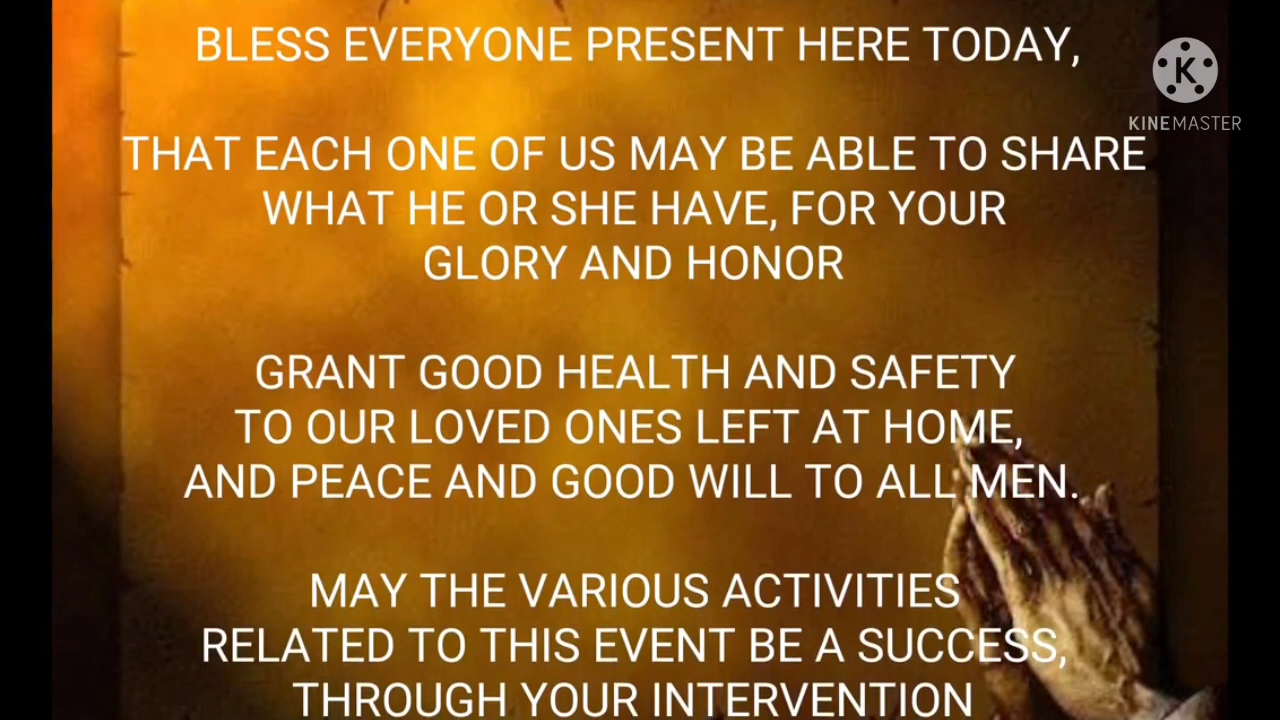 BLESS EVERYONE PRESENT HERE TODAY,
THAT EACH ONE OF US MAY BE ABLE TO SHARE
WHAT HE OR SHE HAVE, FOR YOUR
GLORY AND HONOR
GRANT GOOD HEALTH AND SAFETY
TO OUR LOVED ONES LEFT AT HOME,
AND PEACE AND GOOD WILL TO ALL MEN.
MAY THE VARIOUS ACTIVITIES
RELATED TO THIS EVENT BE A SUCCESS,
THROUGH YOUR INTERVENTION
K
KINEMASTER